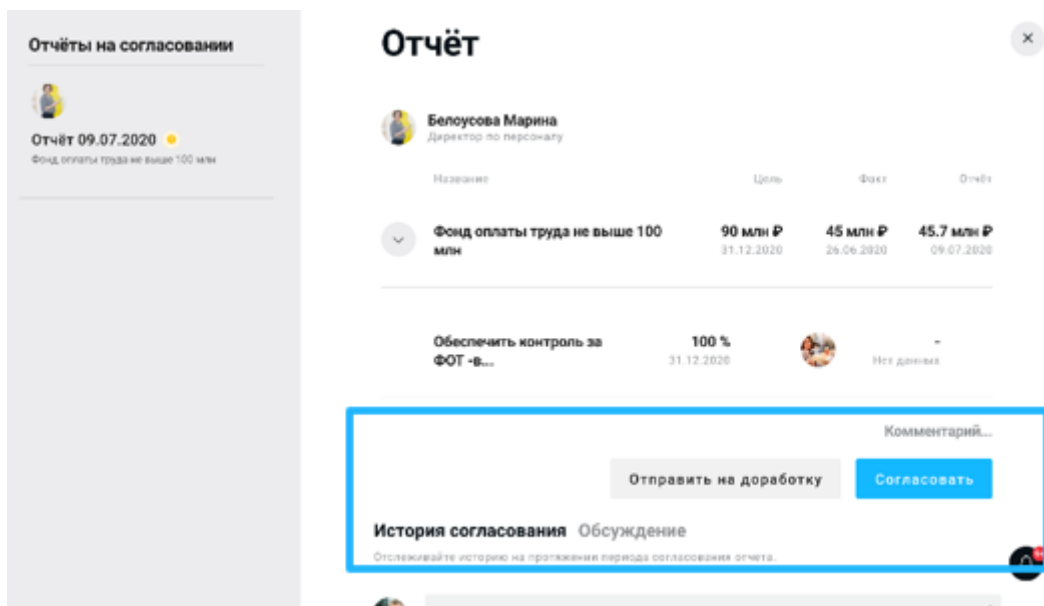 Отчёты на согласовании
Отчёт 09.07.2020
Фонд оплаты труда не выше 100 млн
Отчёт
Белоусова Марина
Директор по персоналу
Название Цель Факт Отчёт
Фонд оплаты труда не выше 100 90 млн ₽ 45 млн ₽ 45.7 млн ₽
млн 31.12.2020 26.06.2020 09.07.2020
Обеспечить контроль за 100 % -
ФОТ -в... 31.12.2020 Нет данных
Комментарий...
Отправить на доработку Согласовать
История согласования Обсуждение
Отслеживайте историю на протяжении периода согласования отчета.